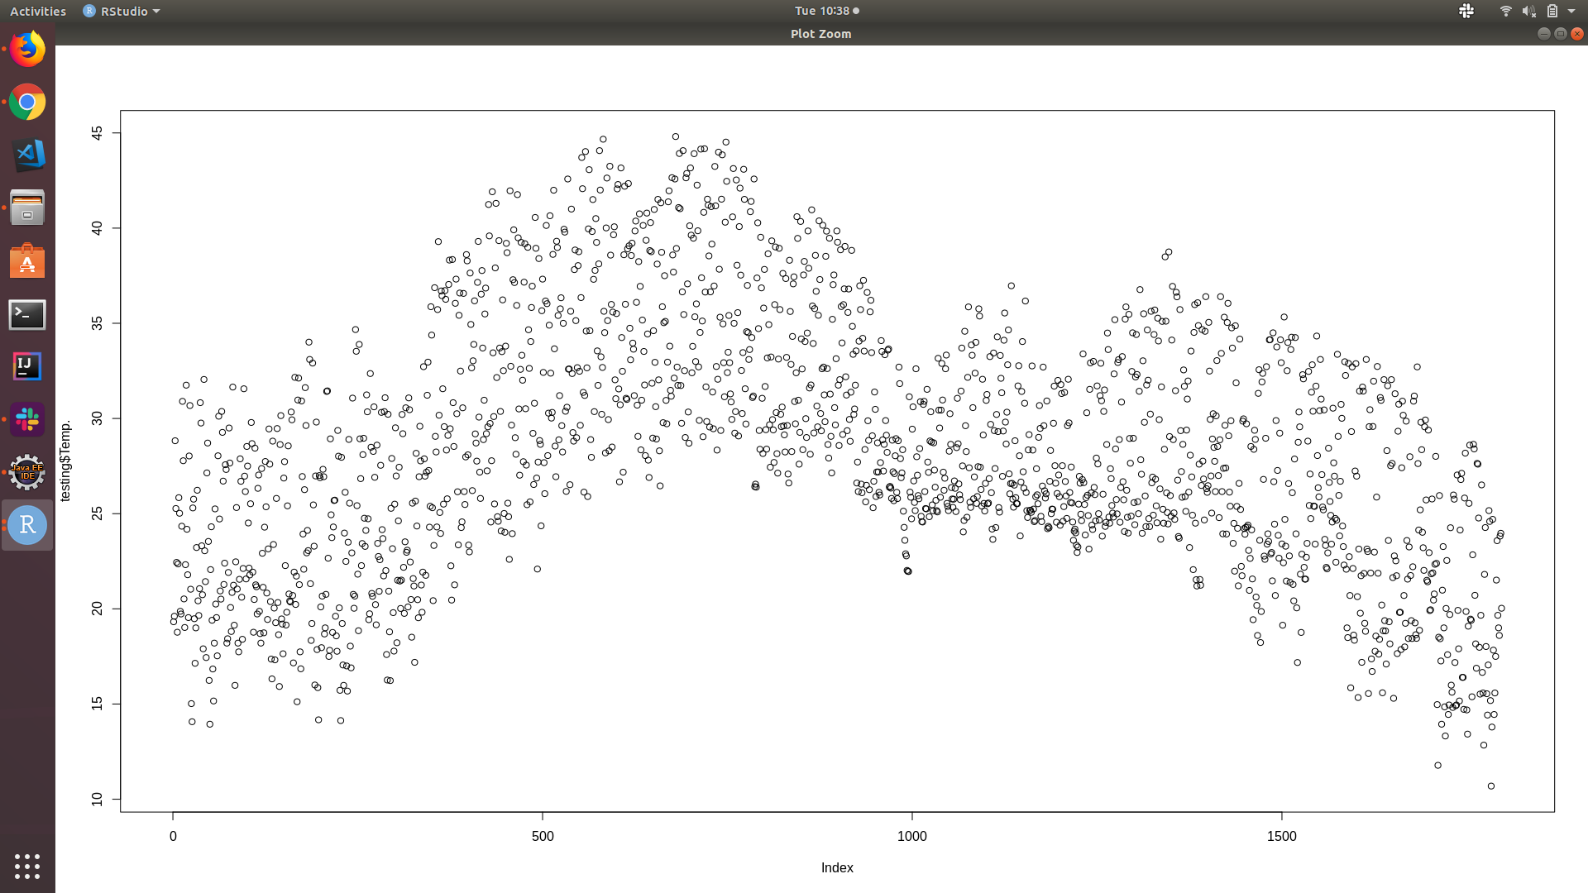 Activities
RStudio
Tue 10:38
Plot Zoom
45
40
35
30
25
20
15
10
testing$Temp.
0
500
1000
1500
Index
A
>_
IJ
Java EE
IDE
R